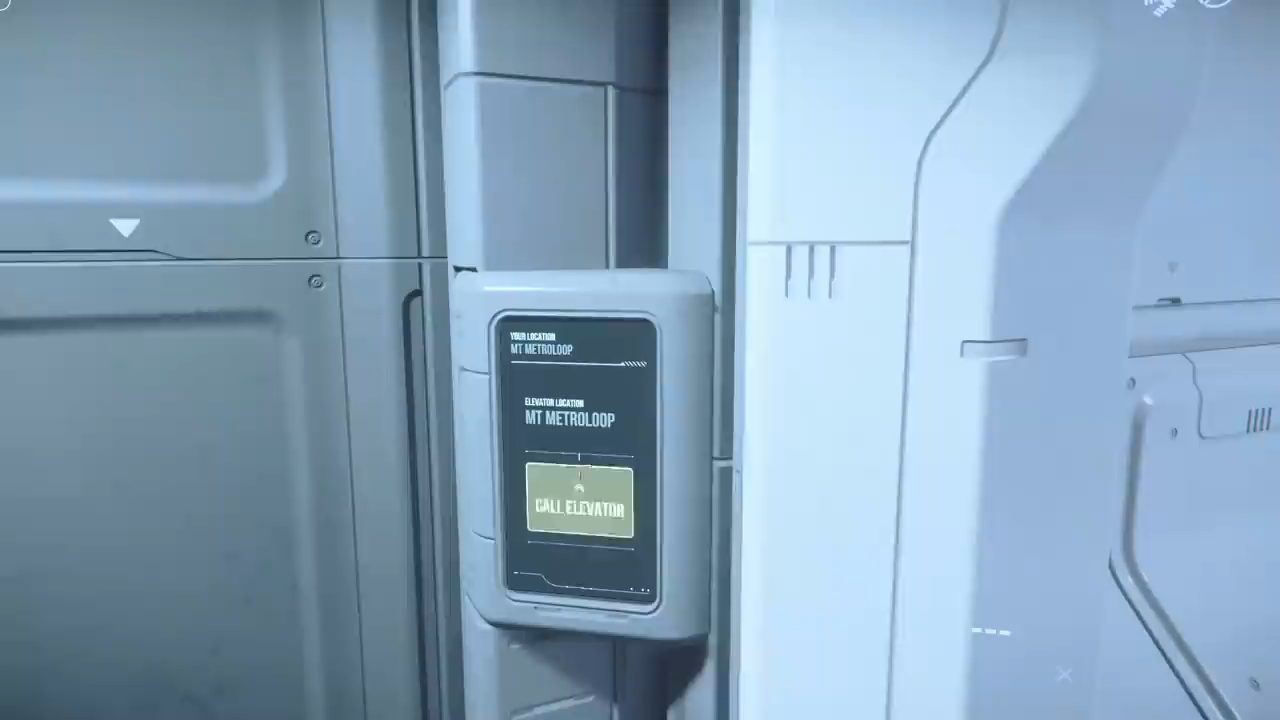 YOUR LOCATION
MT METROLOOP
ELEVATOR LOCATION
MT METROLOOP
CALL ELEVATOR